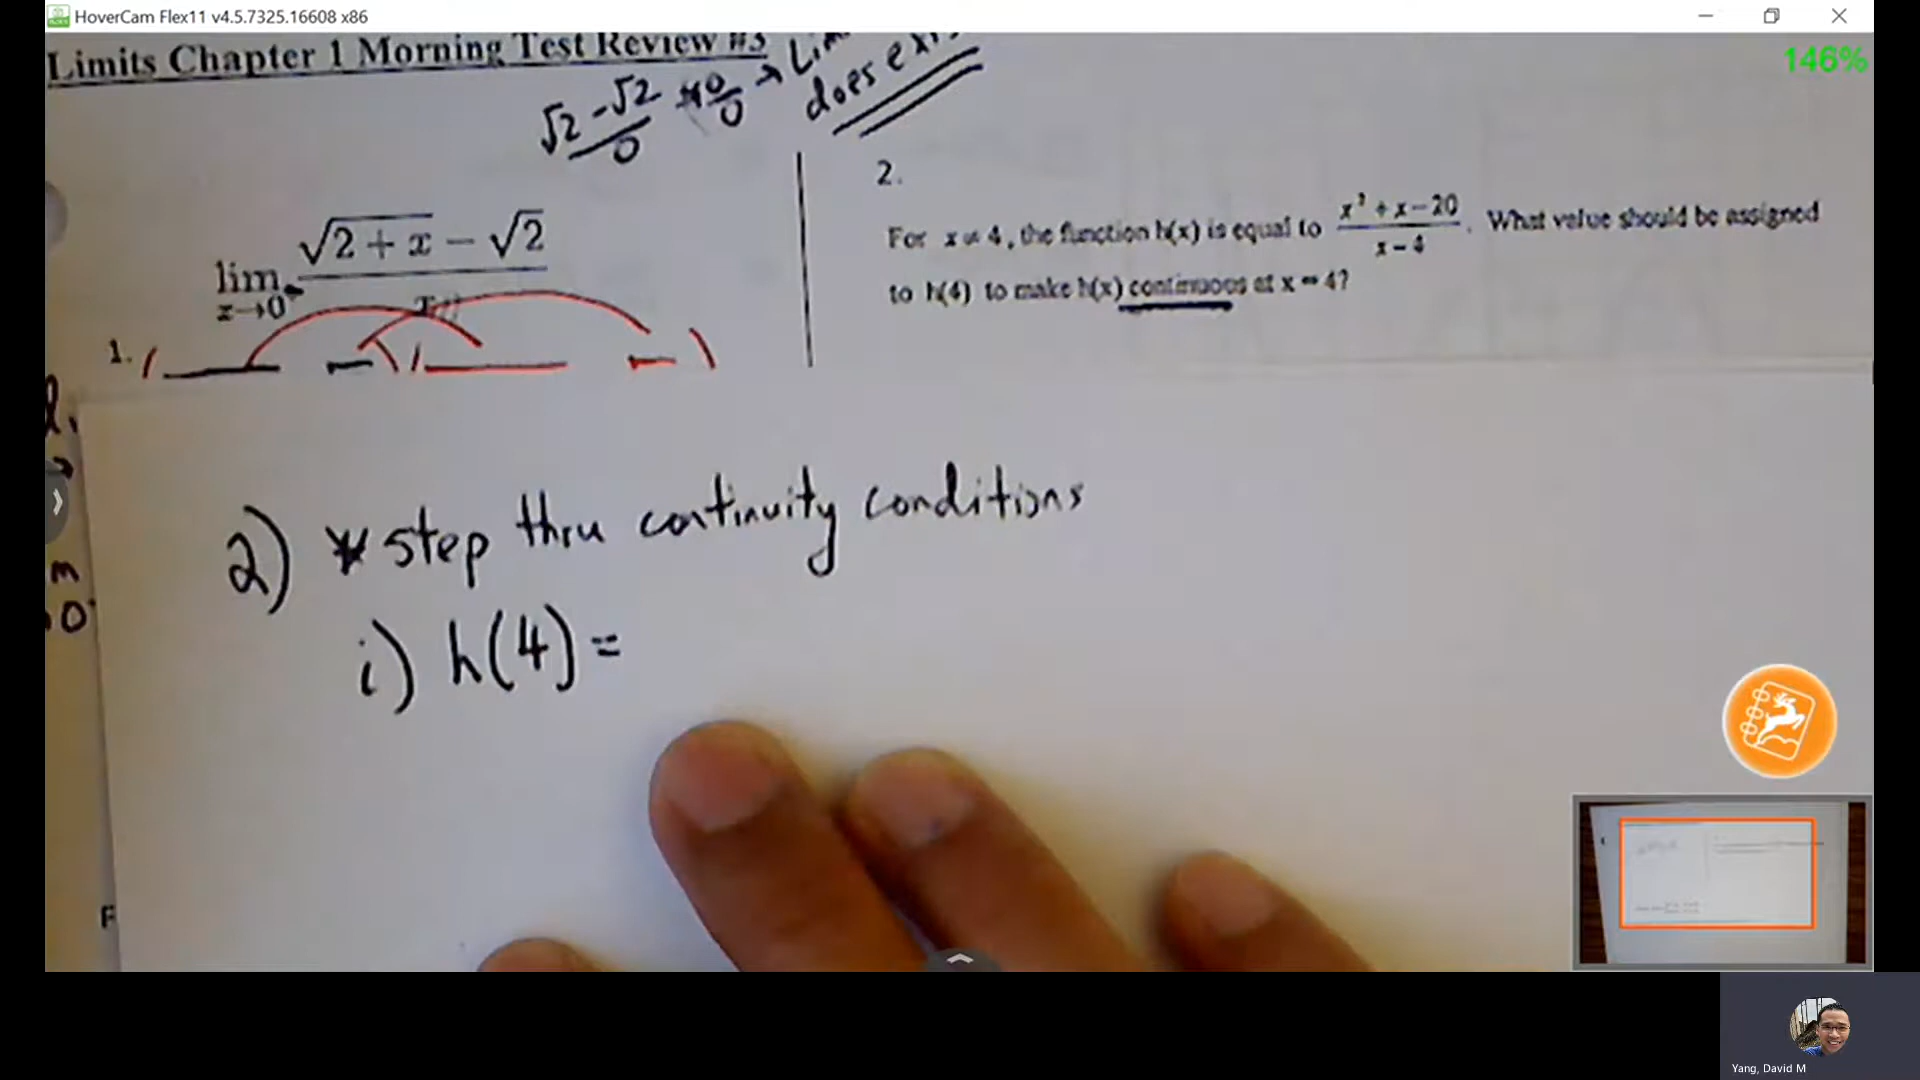 HoverCam Flex11 v4.5.7325.16608 x86
146%
Limits Chapter 1 Morning Test Review #3
√2 - √2 / 0 → 0/0 → Lim
does exi
lim x→0 (√(2 + x) − √2) / x
1.
2.
For x ≠ 4, the function h(x) is equal to (x² + x − 20) / (x − 4). What value should be assigned
to h(4) to make h(x) continuous at x = 4?
2) * step thru continuity conditions
i) h(4) =
m
0
F
Yang, David M